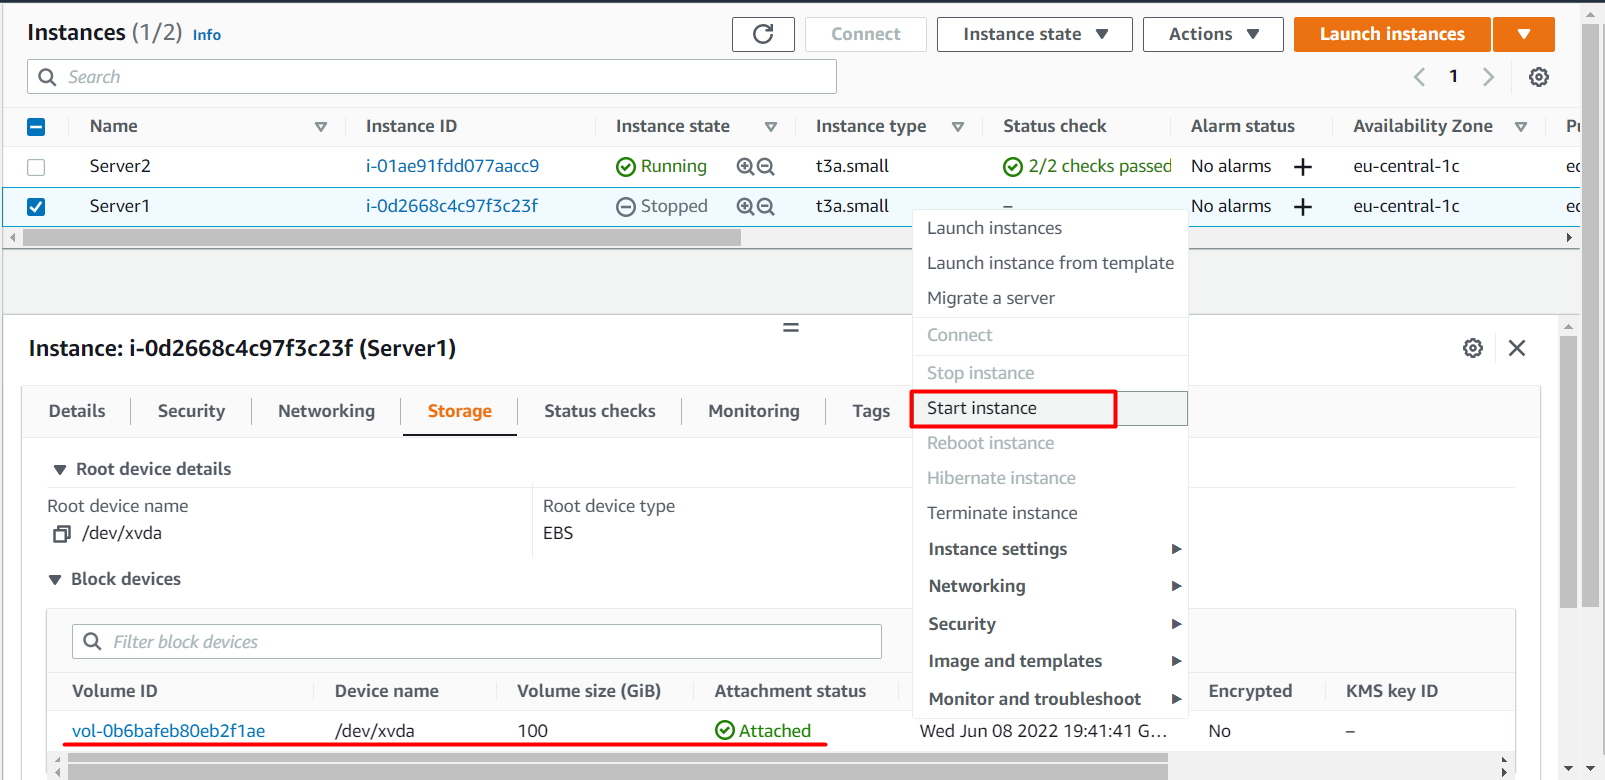 Instances (1/2) Info
Connect
Instance state
Actions
Launch instances
Search
1
Name Instance ID Instance state Instance type Status check Alarm status Availability Zone
Server2 i-01ae91fdd077aacc9 Running t3a.small 2/2 checks passed No alarms + eu-central-1c
Server1 i-0d2668c4c97f3c23f Stopped t3a.small – No alarms + eu-central-1c
Launch instances
Launch instance from template
Migrate a server
Connect
Stop instance
Start instance
Reboot instance
Hibernate instance
Terminate instance
Instance settings
Networking
Security
Image and templates
Monitor and troubleshoot
Instance: i-0d2668c4c97f3c23f (Server1)
Details Security Networking Storage Status checks Monitoring Tags
Root device details
Root device name Root device type
/dev/xvda EBS
Block devices
Filter block devices
Volume ID Device name Volume size (GiB) Attachment status Encrypted KMS key ID
vol-0b6bafeb80eb2f1ae /dev/xvda 100 Attached Wed Jun 08 2022 19:41:41 G... No –